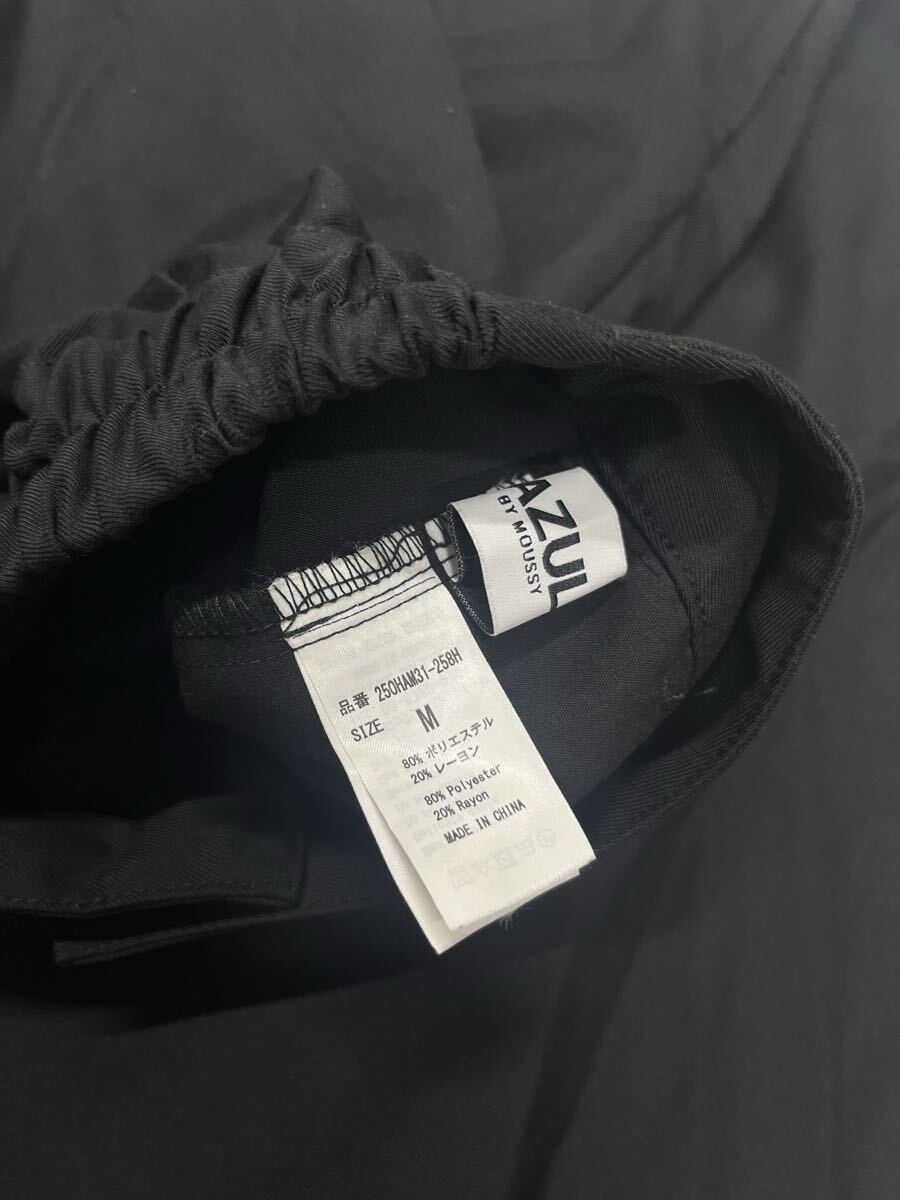 AZUL
BY MOUSSY
品番 250HAM31-258H
SIZE M
80% ポリエステル
20% レーヨン
80% Polyester
20% Rayon
MADE IN CHINA